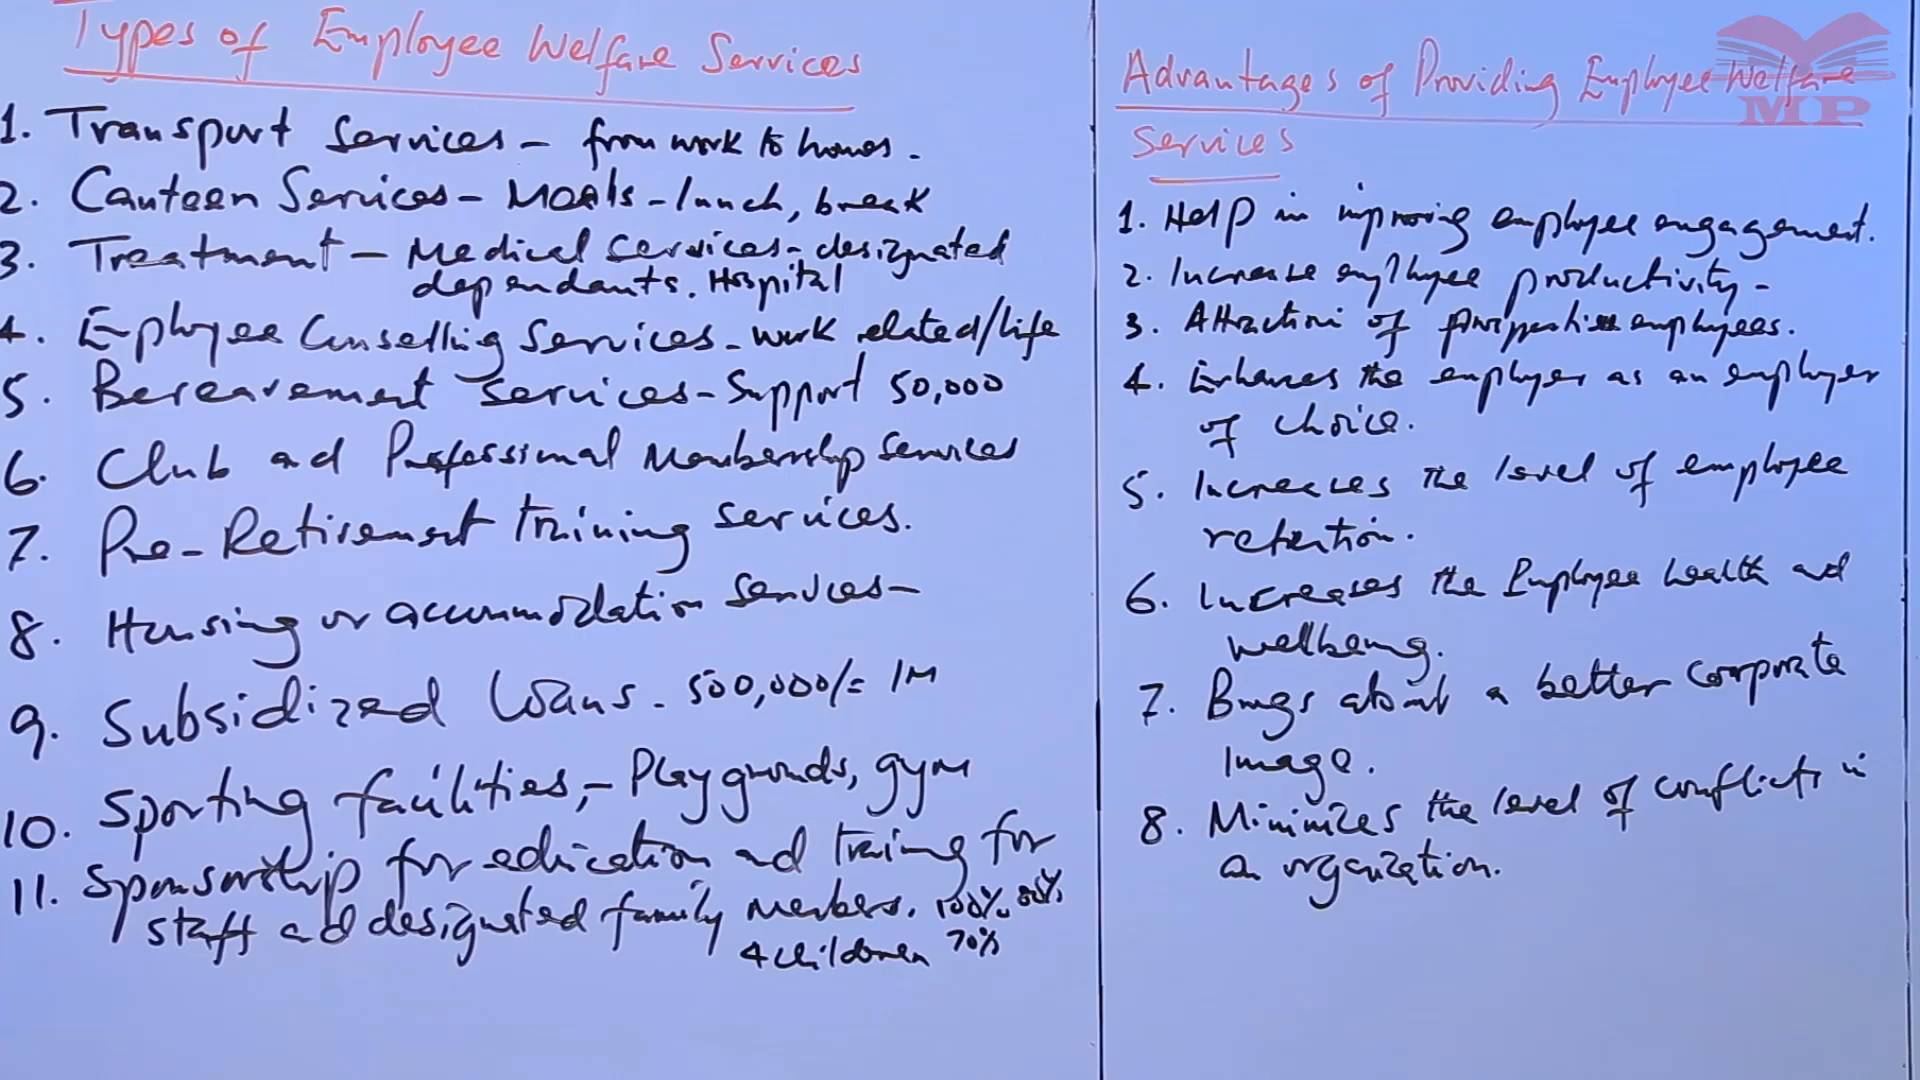 Types of Employee Welfare Services
1. Transport Services - from work to homes.
2. Canteen Services - Meals - lunch, break
3. Treatment - Medical Services - designated
dependants. Hospital
4. Employee Counselling Services - work related/life
5. Bereavement services - Support 50,000
6. Club and Professional Membership services
7. Pre-Retirement training services.
8. Housing or accommodation services -
9. Subsidized Loans - 500,000/= 1M
10. Sporting facilities, - Playgrounds, gym
11. Sponsorship for education and training for
staff and designated family members. 100%
4 children 70%
Advantages of Providing Employee Welfare
Services
1. Help in improving employee engagement.
2. Increase employee productivity -
3. Attraction of employees.
4. Enhances the employer as an employer
of choice.
5. Increases the level of employee
retention.
6. Increases the Employee health and
wellbeing.
7. Brings about a better corporate
Image.
8. Minimizes the level of conflicts in
an organization.
MP